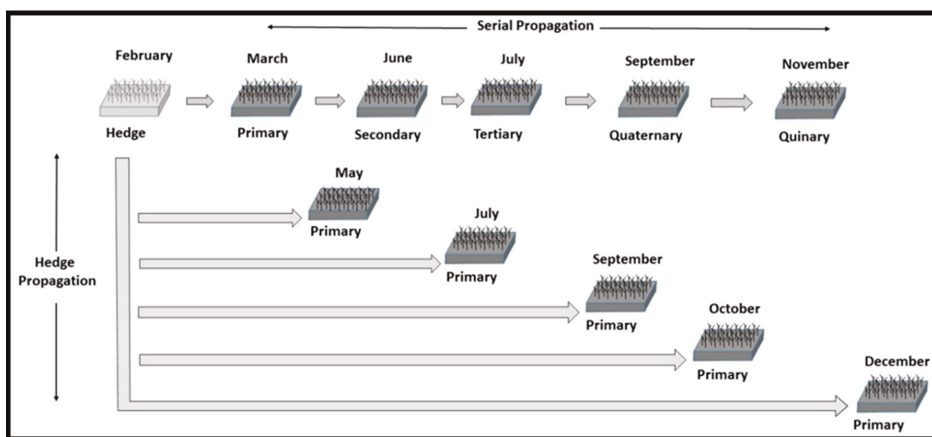 Serial Propagation
February
March
June
July
September
November
Hedge
Primary
Secondary
Tertiary
Quaternary
Quinary
May
Primary
July
Primary
Hedge
Propagation
September
Primary
October
Primary
December
Primary